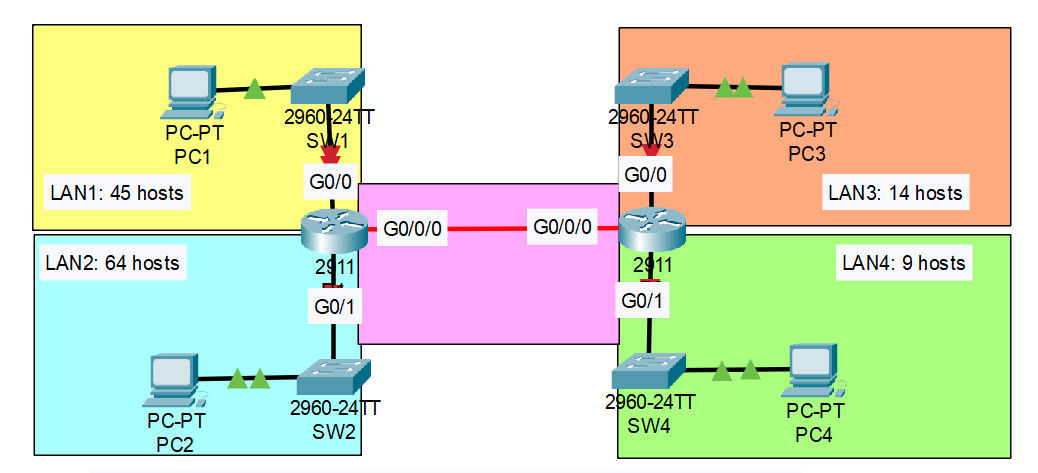 PC-PT
PC1
2960-24TT
SW1
G0/0
LAN1: 45 hosts
2960-24TT
SW3
PC-PT
PC3
G0/0
LAN3: 14 hosts
G0/0/0
G0/0/0
2911
2911
LAN2: 64 hosts
G0/1
PC-PT
PC2
2960-24TT
SW2
LAN4: 9 hosts
G0/1
2960-24TT
SW4
PC-PT
PC4